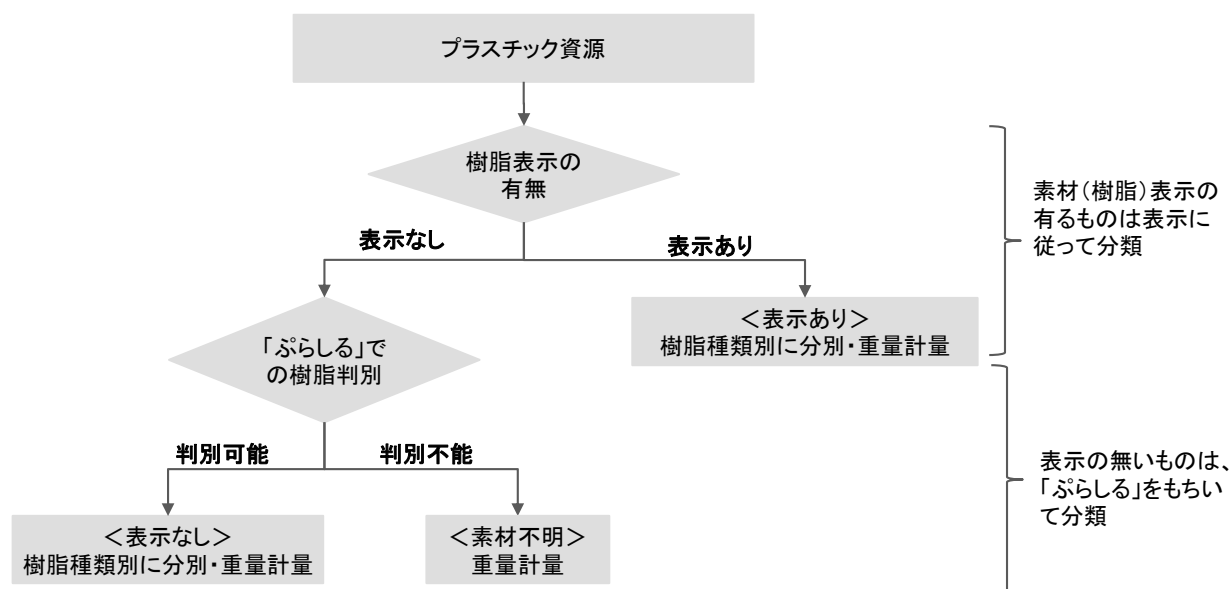 プラスチック資源
樹脂表示の
有無
素材（樹脂）表示の
有るものは表示に
従って分類
表示なし
表示あり
＜表示あり＞
樹脂種類別に分別・重量計量
「ぷらしる」で
の樹脂判別
判別可能
判別不能
表示の無いものは、
「ぷらしる」をもちい
て分類
＜表示なし＞
樹脂種類別に分別・重量計量
＜素材不明＞
重量計量